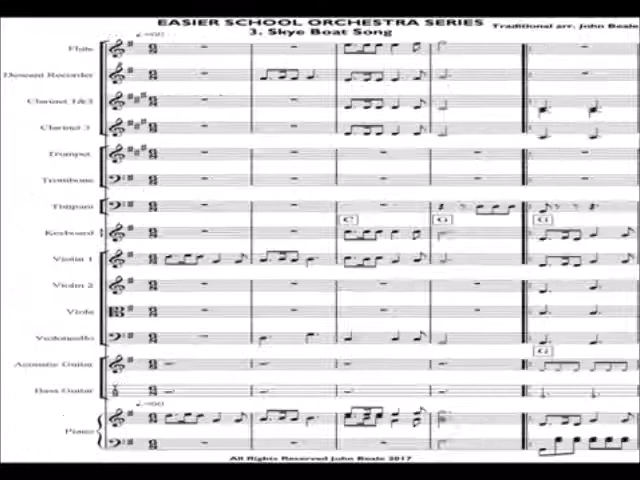 EASIER SCHOOL ORCHESTRA SERIES
Traditional arr. John Beale
3. Skye Boat Song
Flute
Descant Recorder
Clarinet 1&2
Clarinet 3
Trumpet
Trombone
Timpani
C G G
Keyboard
Violin 1
Violin 2
Viola
Violoncello
G
Acoustic Guitar
Bass Guitar
Piano
All Rights Reserved John Beale 2017